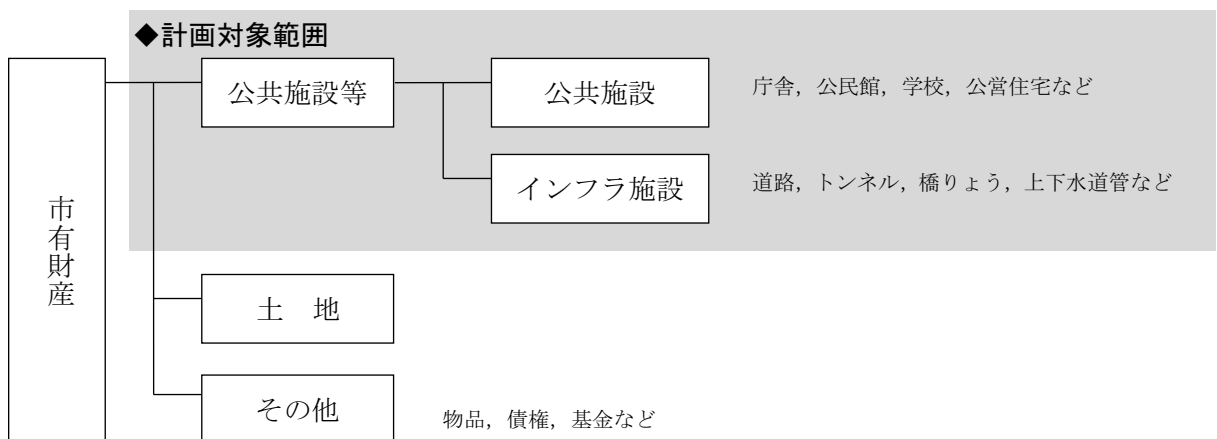 ◆計画対象範囲
市有財産
公共施設等
公共施設
庁舎，公民館，学校，公営住宅など
インフラ施設
道路，トンネル，橋りょう，上下水道管など
土　地
その他
物品，債権，基金など